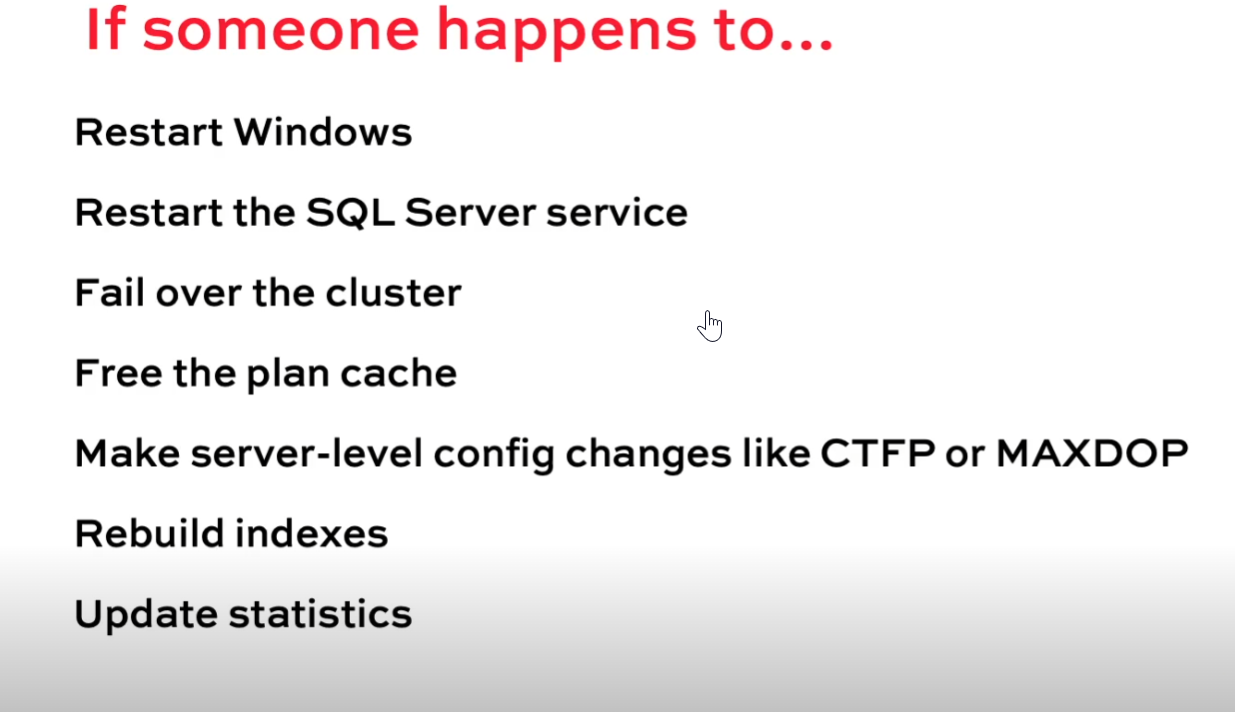 If someone happens to...
Restart Windows
Restart the SQL Server service
Fail over the cluster
Free the plan cache
Make server-level config changes like CTFP or MAXDOP
Rebuild indexes
Update statistics